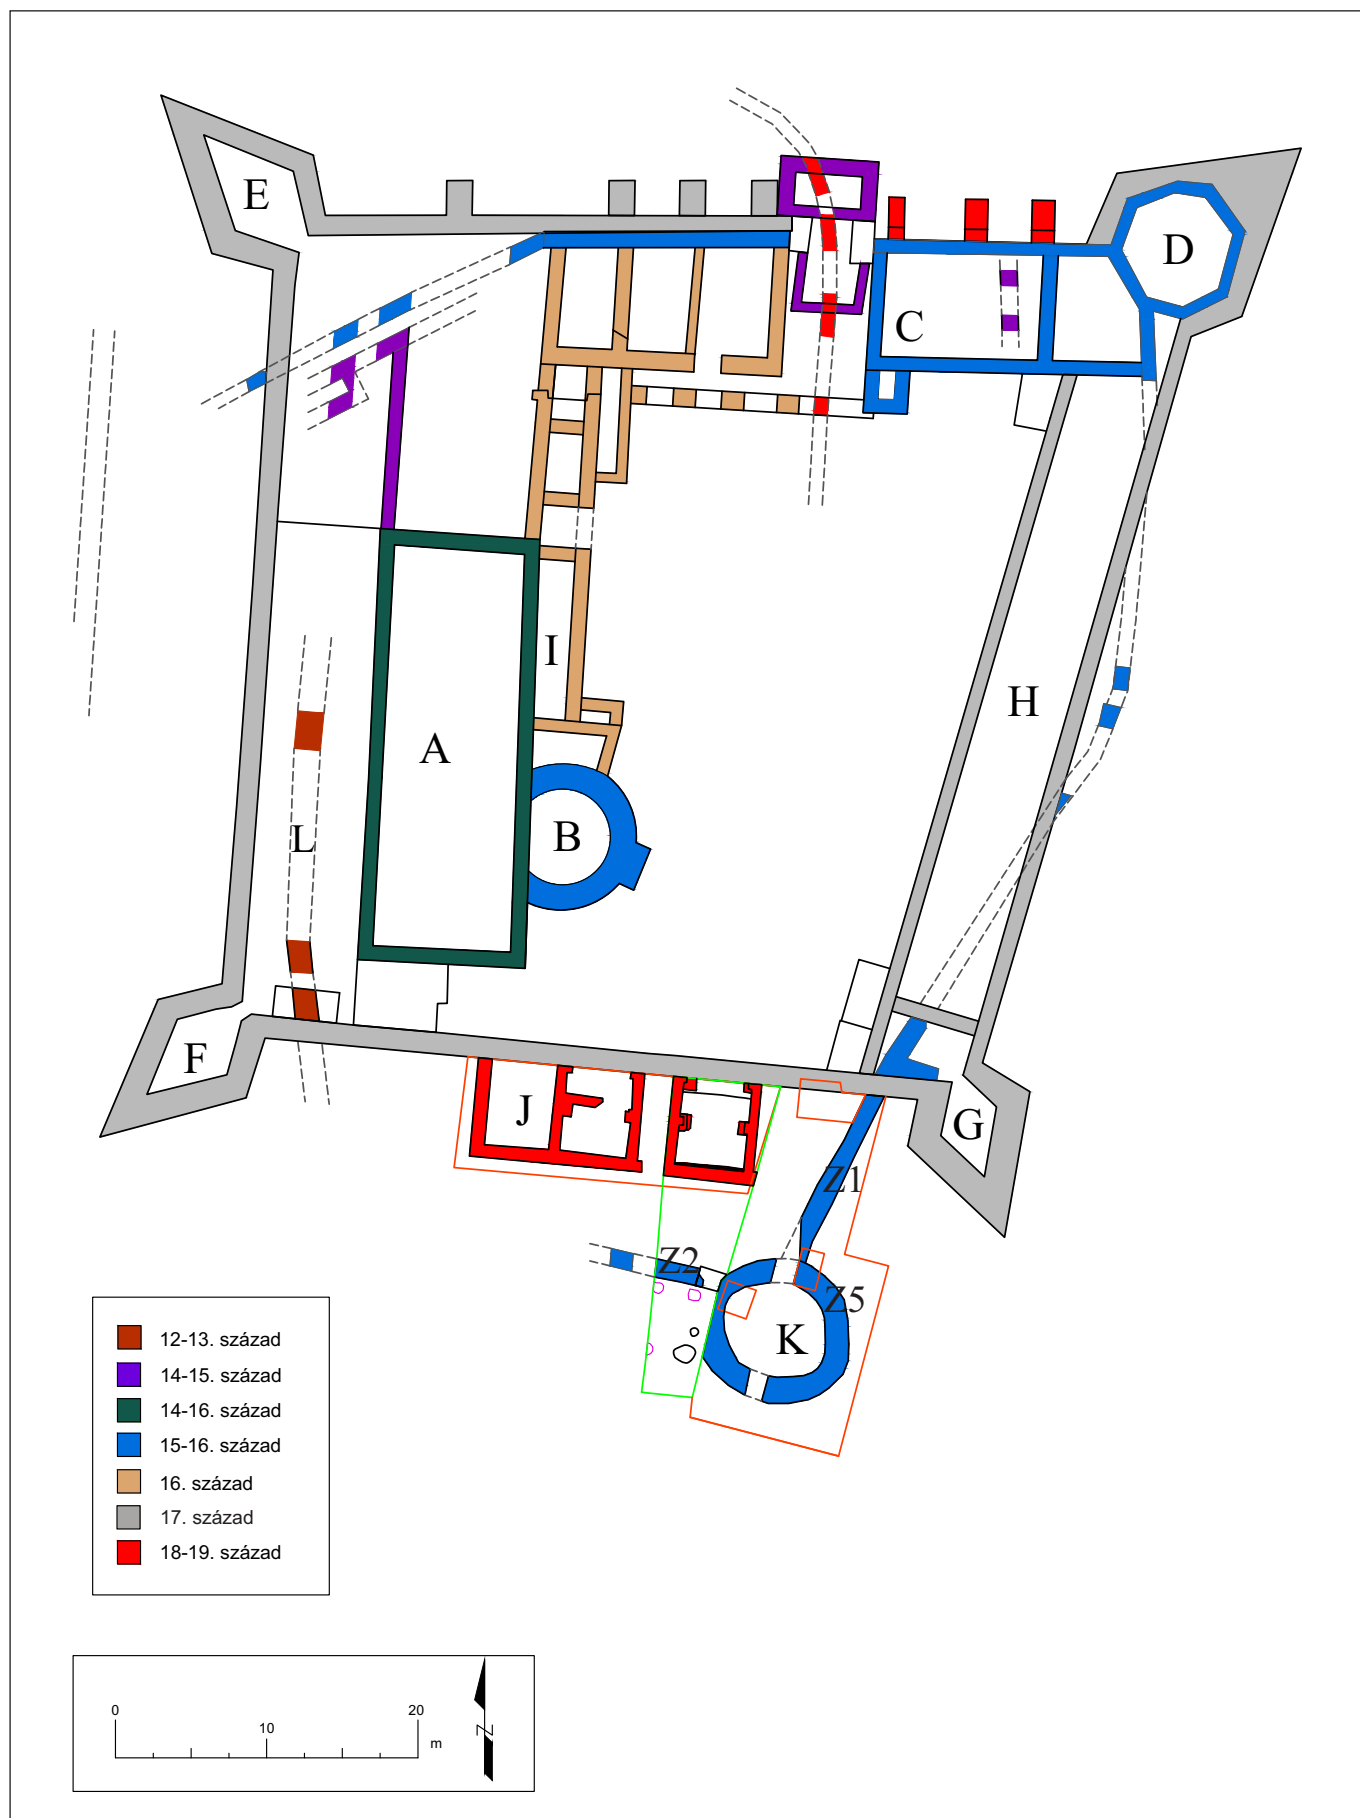 E
D
C
I
H
A
B
L
F
J
G
Z1
Z2
Z5
K
12-13. század
14-15. század
14-16. század
15-16. század
16. század
17. század
18-19. század
0
10
20
m
Z